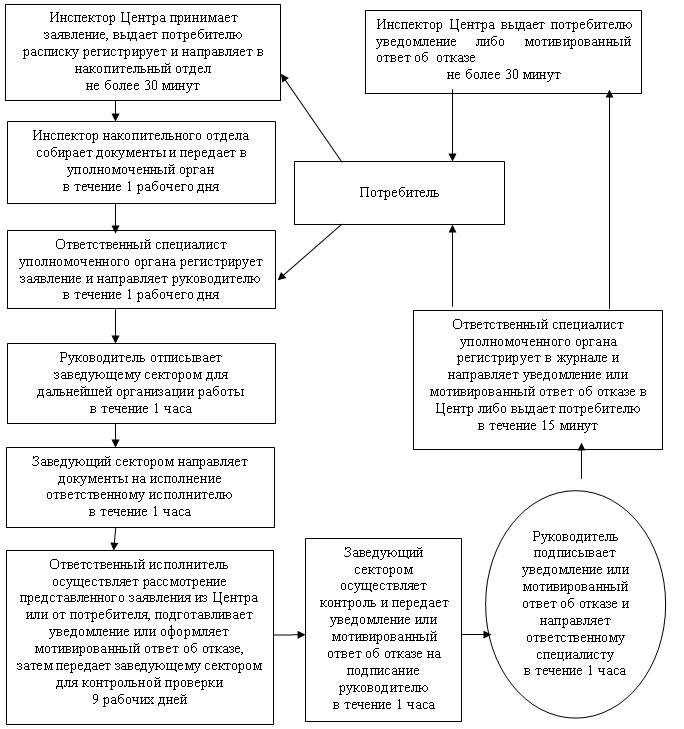 Инспектор Центра принимает
заявление, выдает потребителю
расписку регистрирует и направляет в
накопительный отдел
не более 30 минут
Инспектор накопительного отдела
собирает документы и передает в
уполномоченный орган
в течение 1 рабочего дня
Ответственный специалист
уполномоченного органа регистрирует
заявление и направляет руководителю
в течение 1 рабочего дня
Руководитель отписывает
заведующему сектором для
дальнейшей организации работы
в течение 1 часа
Заведующий сектором направляет
документы на исполнение
ответственному исполнителю
в течение 1 часа
Ответственный исполнитель
осуществляет рассмотрение
представленного заявления из Центра
или от потребителя, подготавливает
уведомление или оформляет
мотивированный ответ об отказе,
затем передает заведующему сектором
для контрольной проверки
9 рабочих дней
Заведующий
сектором
осуществляет
контроль и передает
уведомление или
мотивированный
ответ об отказе на
подписание
руководителю
в течение 1 часа
Руководитель
подписывает
уведомление или
мотивированный
ответ об отказе и
направляет
ответственному
специалисту
в течение 1 часа
Ответственный специалист
уполномоченного органа
регистрирует в журнале и
направляет уведомление или
мотивированный ответ об отказе в
Центр либо выдает потребителю
в течение 15 минут
Потребитель
Инспектор Центра выдает потребителю
уведомление либо мотивированный
ответ об отказе
не более 30 минут